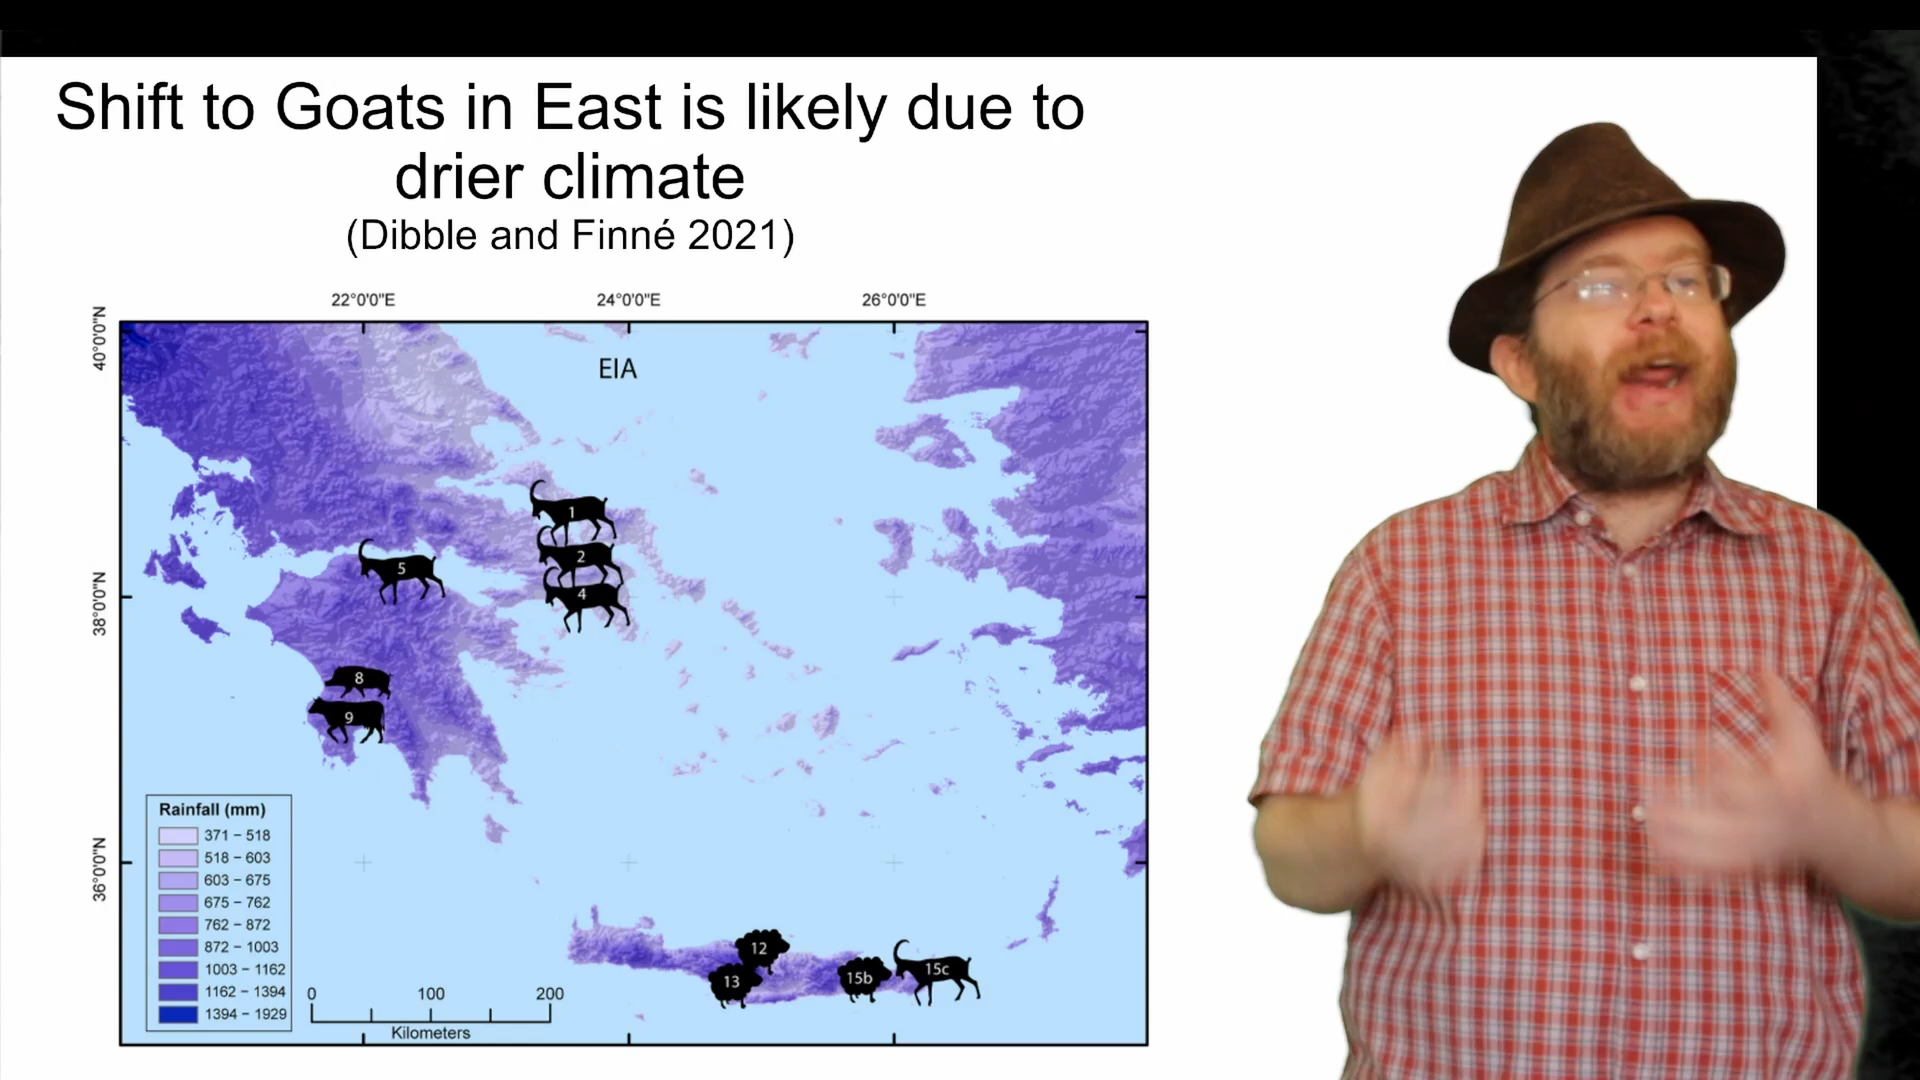 Shift to Goats in East is likely due to
drier climate
(Dibble and Finné 2021)
22°0'0"E
24°0'0"E
26°0'0"E
40°0'0"N
38°0'0"N
36°0'0"N
EIA
1
2
4
5
8
9
12
13
15b
15c
Rainfall (mm)
371 – 518
518 – 603
603 – 675
675 – 762
762 – 872
872 – 1003
1003 – 1162
1162 – 1394
1394 – 1929
0 100 200
Kilometers